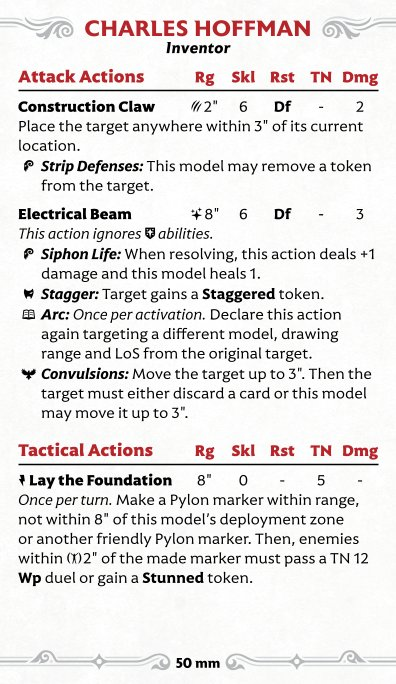 CHARLES HOFFMAN
Inventor
Attack Actions Rg Skl Rst TN Dmg
Construction Claw 2" 6 Df - 2
Place the target anywhere within 3" of its current
location.
Strip Defenses: This model may remove a token
from the target.
Electrical Beam 8" 6 Df - 3
This action ignores abilities.
Siphon Life: When resolving, this action deals +1
damage and this model heals 1.
Stagger: Target gains a Staggered token.
Arc: Once per activation. Declare this action
again targeting a different model, drawing
range and LoS from the original target.
Convulsions: Move the target up to 3". Then the
target must either discard a card or this model
may move it up to 3".
Tactical Actions Rg Skl Rst TN Dmg
Lay the Foundation 8" 0 - 5 -
Once per turn. Make a Pylon marker within range,
not within 8" of this model's deployment zone
or another friendly Pylon marker. Then, enemies
within 2" of the made marker must pass a TN 12
Wp duel or gain a Stunned token.
50 mm